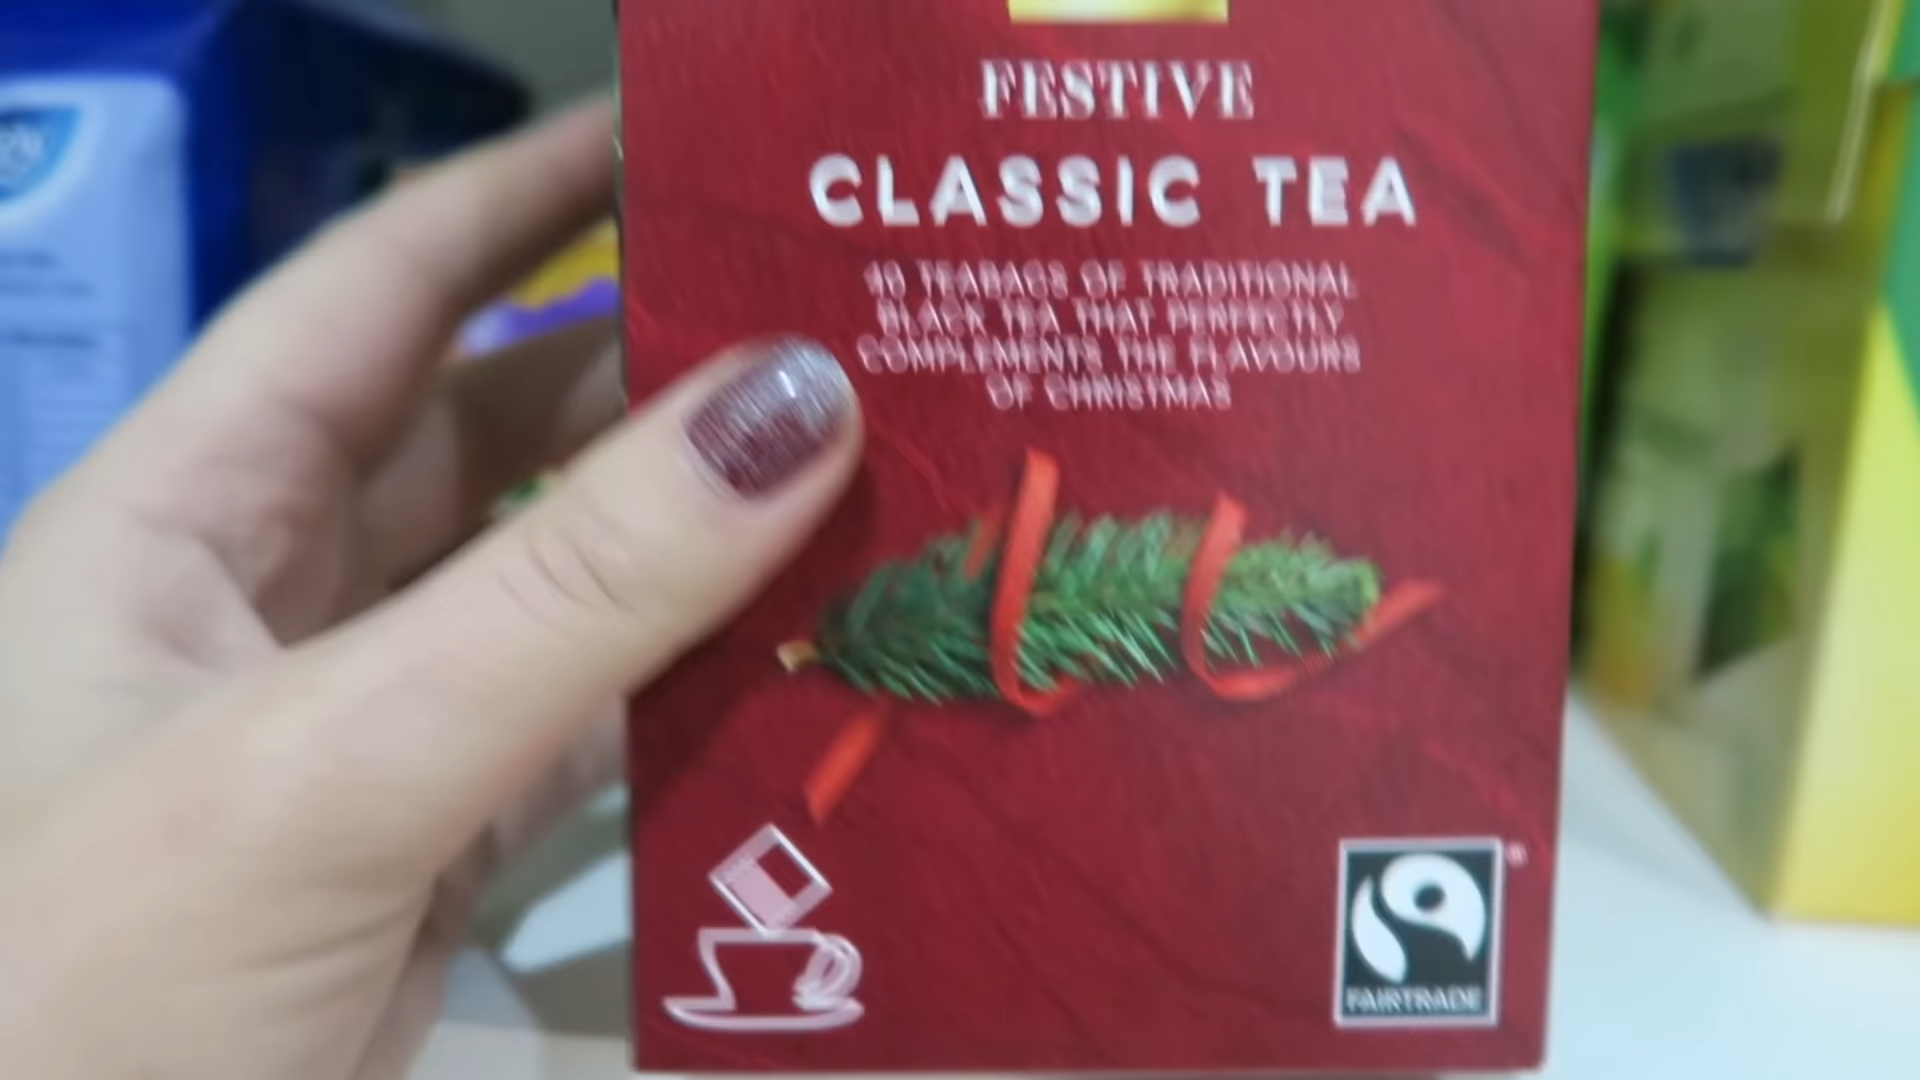 FESTIVE
CLASSIC TEA
TEABAGS OF TRADITIONAL
BLACK TEA THAT PERFECTLY
COMPLEMENTS THE FLAVOURS
OF CHRISTMAS
FAIRTRADE